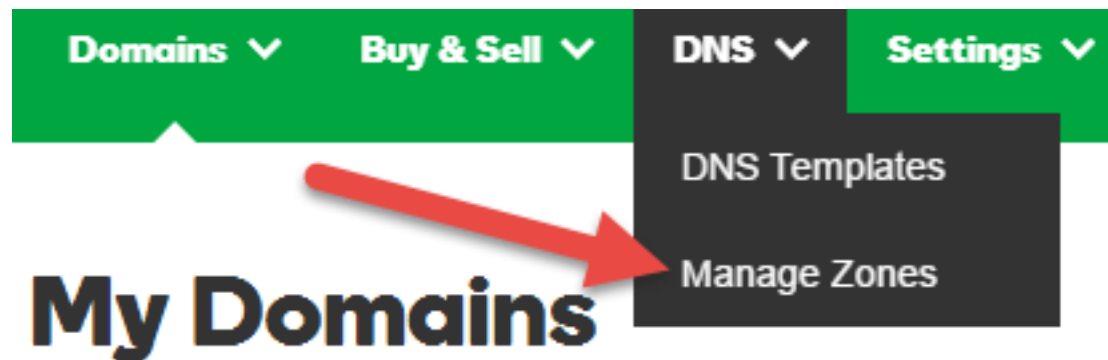 Domains Buy & Sell DNS Settings
DNS Templates
Manage Zones
My Domains